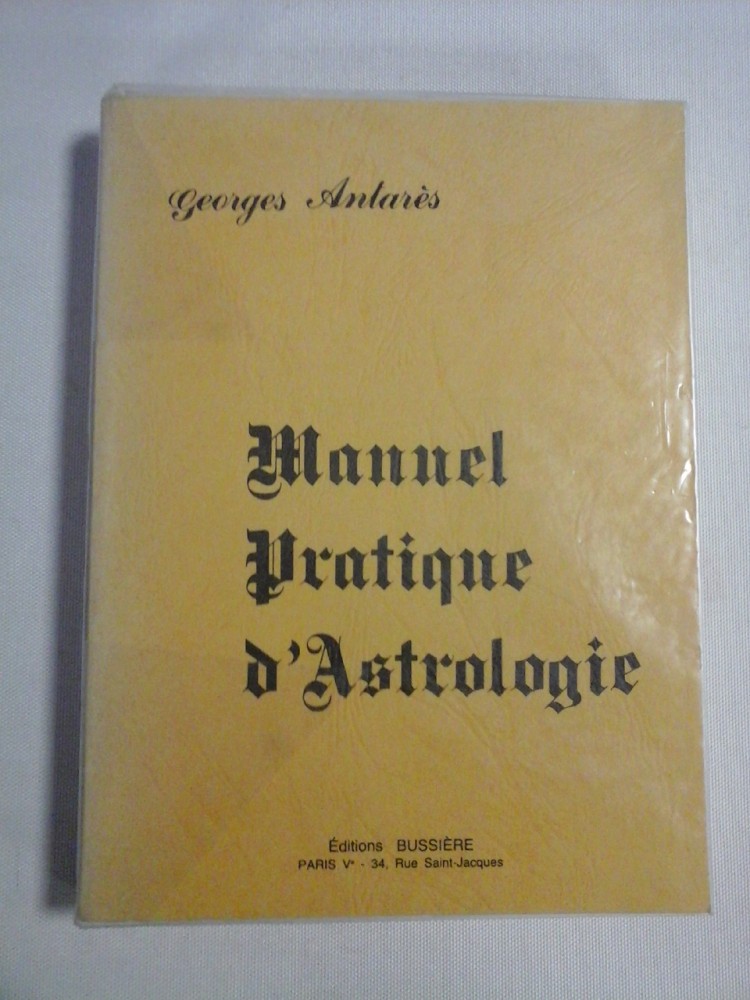 Georges Antarès
Manuel
Pratique
d'Astrologie
Éditions BUSSIÈRE
PARIS Vᵉ - 34, Rue Saint-Jacques